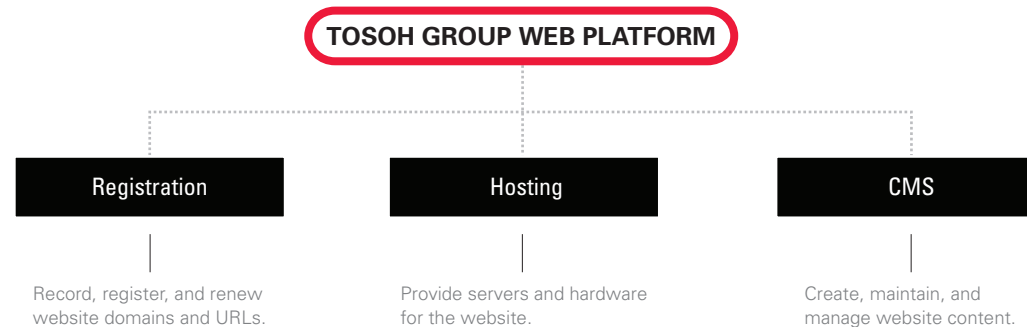 TOSOH GROUP WEB PLATFORM
Registration
Hosting
CMS
Record, register, and renew
website domains and URLs.
Provide servers and hardware
for the website.
Create, maintain, and
manage website content.